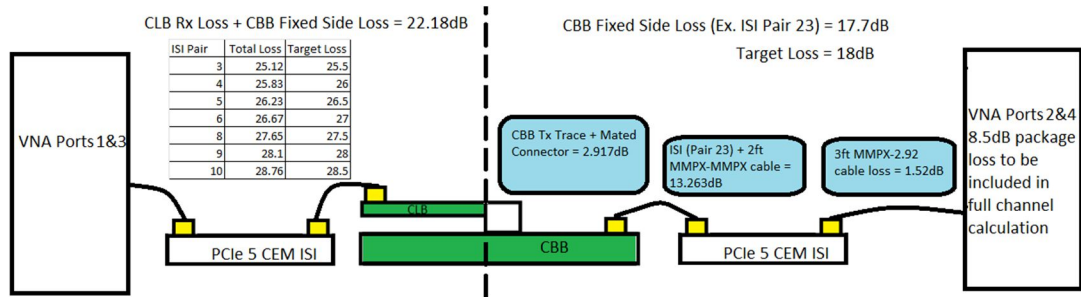 CLB Rx Loss + CBB Fixed Side Loss = 22.18dB
ISI Pair Total Loss Target Loss
3 25.12 25.5
4 25.83 26
5 26.23 26.5
6 26.67 27
8 27.65 27.5
9 28.1 28
10 28.76 28.5
VNA Ports 1&3
PCIe 5 CEM ISI
CLB
CBB
CBB Fixed Side Loss (Ex. ISI Pair 23) = 17.7dB
Target Loss = 18dB
CBB Tx Trace + Mated
Connector = 2.917dB
ISI (Pair 23) + 2ft
MMPX-MMPX cable =
13.263dB
3ft MMPX-2.92
cable loss = 1.52dB
PCIe 5 CEM ISI
VNA Ports 2&4
8.5dB package
loss to be
included in
full channel
calculation